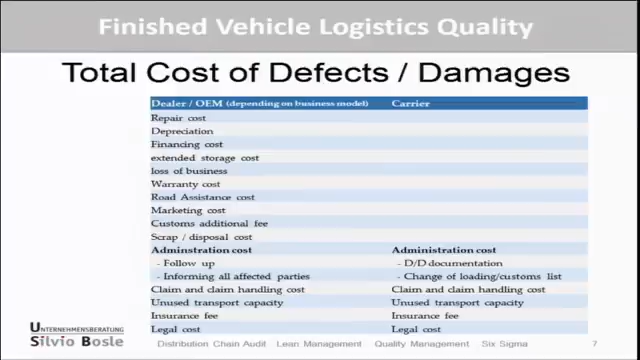 Finished Vehicle Logistics Quality
Total Cost of Defects / Damages
Dealer / OEM (depending on business model) Carrier
Repair cost
Depreciation
Financing cost
extended storage cost
loss of business
Warranty cost
Road Assistance cost
Marketing cost
Customs additional fee
Scrap / disposal cost
Adminstration cost Administration cost
- Follow up - D/D documentation
- Informing all affected parties - Change of loading/customs list
Claim and claim handling cost Claim and claim handling cost
Unused transport capacity Unused transport capacity
Insurance fee Insurance fee
Legal cost Legal cost
UNTERNEHMENSBERATUNG
Silvio Bosle
Distribution Chain Audit Lean Management Quality Management Six Sigma 7